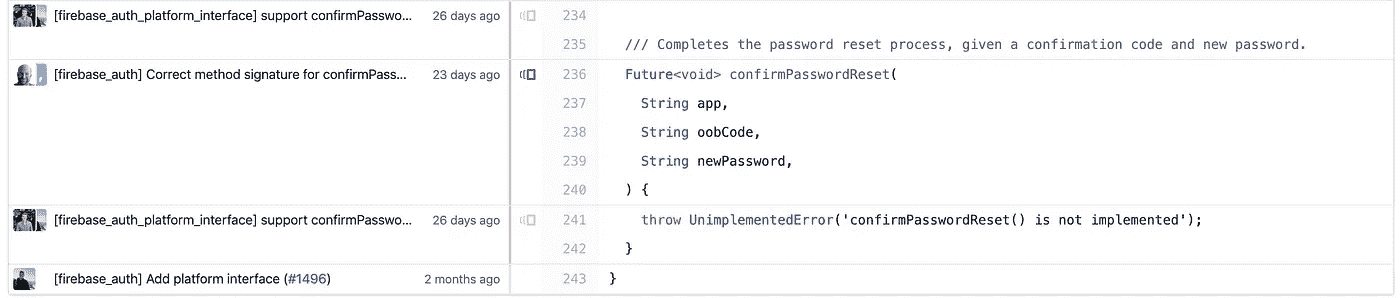 [firebase_auth_platform_interface] support confirmPasswo... 26 days ago 234
235 /// Completes the password reset process, given a confirmation code and new password.
[firebase_auth] Correct method signature for confirmPass... 23 days ago 236 Future<void> confirmPasswordReset(
237 String app,
238 String oobCode,
239 String newPassword,
240 ) {
[firebase_auth_platform_interface] support confirmPasswo... 26 days ago 241 throw UnimplementedError('confirmPasswordReset() is not implemented');
242 }
[firebase_auth] Add platform interface (#1496) 2 months ago 243 }